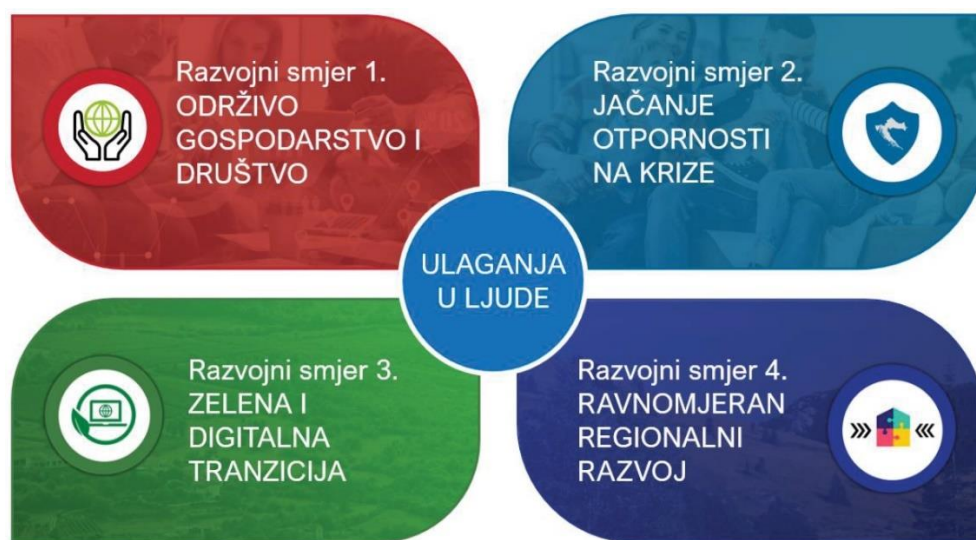 Razvojni smjer 1.
ODRŽIVO
GOSPODARSTVO I
DRUŠTVO
Razvojni smjer 2.
JAČANJE
OTPORNOSTI
NA KRIZE
ULAGANJA
U LJUDE
Razvojni smjer 3.
ZELENA I
DIGITALNA
TRANZICIJA
Razvojni smjer 4.
RAVNOMJERAN
REGIONALNI
RAZVOJ